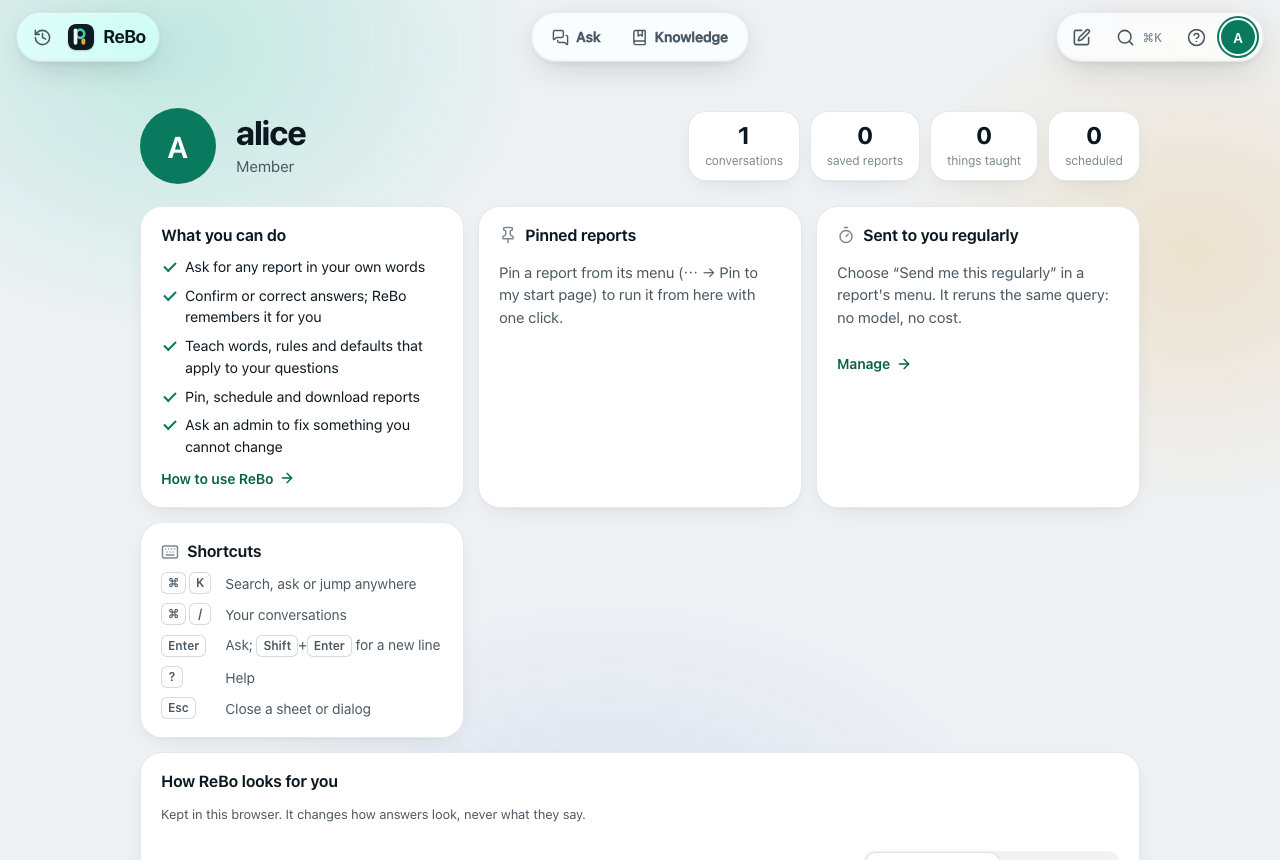 ReBo
Ask
Knowledge
⌘K
A
A
alice
Member
1
conversations
0
saved reports
0
things taught
0
scheduled
What you can do
Ask for any report in your own words
Confirm or correct answers; ReBo
remembers it for you
Teach words, rules and defaults that
apply to your questions
Pin, schedule and download reports
Ask an admin to fix something you
cannot change
How to use ReBo →
Pinned reports
Pin a report from its menu (··· → Pin to
my start page) to run it from here with
one click.
Sent to you regularly
Choose “Send me this regularly” in a
report's menu. It reruns the same query:
no model, no cost.
Manage →
Shortcuts
⌘ K Search, ask or jump anywhere
⌘ / Your conversations
Enter Ask; Shift+Enter for a new line
? Help
Esc Close a sheet or dialog
How ReBo looks for you
Kept in this browser. It changes how answers look, never what they say.